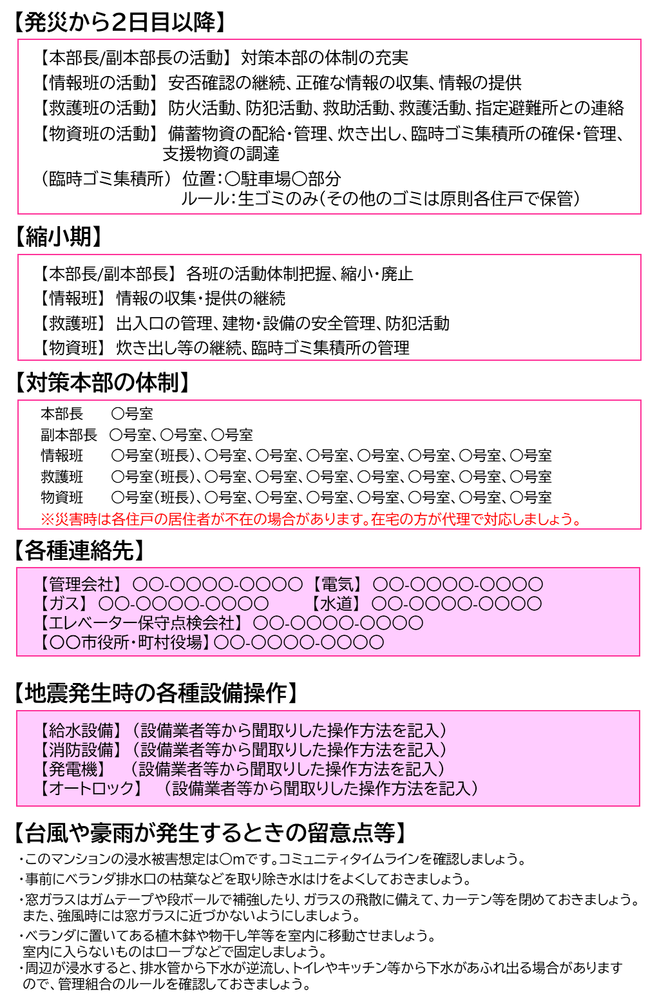 【発災から2日目以降】
【本部長/副本部長の活動】 対策本部の体制の充実
【情報班の活動】 安否確認の継続、正確な情報の収集、情報の提供
【救護班の活動】 防火活動、防犯活動、救助活動、救護活動、指定避難所との連絡
【物資班の活動】 備蓄物資の配給・管理、炊き出し、臨時ゴミ集積所の確保・管理、
支援物資の調達
（臨時ゴミ集積所） 位置：〇駐車場〇部分
ルール：生ゴミのみ（その他のゴミは原則各住戸で保管）
【縮小期】
【本部長/副本部長】 各班の活動体制把握、縮小・廃止
【情報班】 情報の収集・提供の継続
【救護班】 出入口の管理、建物・設備の安全管理、防犯活動
【物資班】 炊き出し等の継続、臨時ゴミ集積所の管理
【対策本部の体制】
本部長 〇号室
副本部長 〇号室、〇号室、〇号室
情報班 〇号室（班長）、〇号室、〇号室、〇号室、〇号室、〇号室、〇号室、〇号室
救護班 〇号室（班長）、〇号室、〇号室、〇号室、〇号室、〇号室、〇号室、〇号室
物資班 〇号室（班長）、〇号室、〇号室、〇号室、〇号室、〇号室、〇号室、〇号室
※災害時は各住戸の居住者が不在の場合があります。在宅の方が代理で対応しましょう。
【各種連絡先】
【管理会社】 〇〇-〇〇〇〇-〇〇〇〇 【電気】 〇〇-〇〇〇〇-〇〇〇〇
【ガス】 〇〇-〇〇〇〇-〇〇〇〇 【水道】 〇〇-〇〇〇〇-〇〇〇〇
【エレベーター保守点検会社】 〇〇-〇〇〇〇-〇〇〇〇
【〇〇市役所・町村役場】〇〇-〇〇〇〇-〇〇〇〇
【地震発生時の各種設備操作】
【給水設備】 （設備業者等から聞取りした操作方法を記入）
【消防設備】 （設備業者等から聞取りした操作方法を記入）
【発電機】 （設備業者等から聞取りした操作方法を記入）
【オートロック】 （設備業者等から聞取りした操作方法を記入）
【台風や豪雨が発生するときの留意点等】
・このマンションの浸水被害想定は〇mです。コミュニティタイムラインを確認しましょう。
・事前にベランダ排水口の枯葉などを取り除き水はけをよくしておきましょう。
・窓ガラスはガムテープや段ボールで補強したり、ガラスの飛散に備えて、カーテン等を閉めておきましょう。
また、強風時には窓ガラスに近づかないようにしましょう。
・ベランダに置いてある植木鉢や物干し竿等を室内に移動させましょう。
室内に入らないものはロープなどで固定しましょう。
・周辺が浸水すると、排水管から下水が逆流し、トイレやキッチン等から下水があふれ出る場合があります
ので、管理組合のルールを確認しておきましょう。